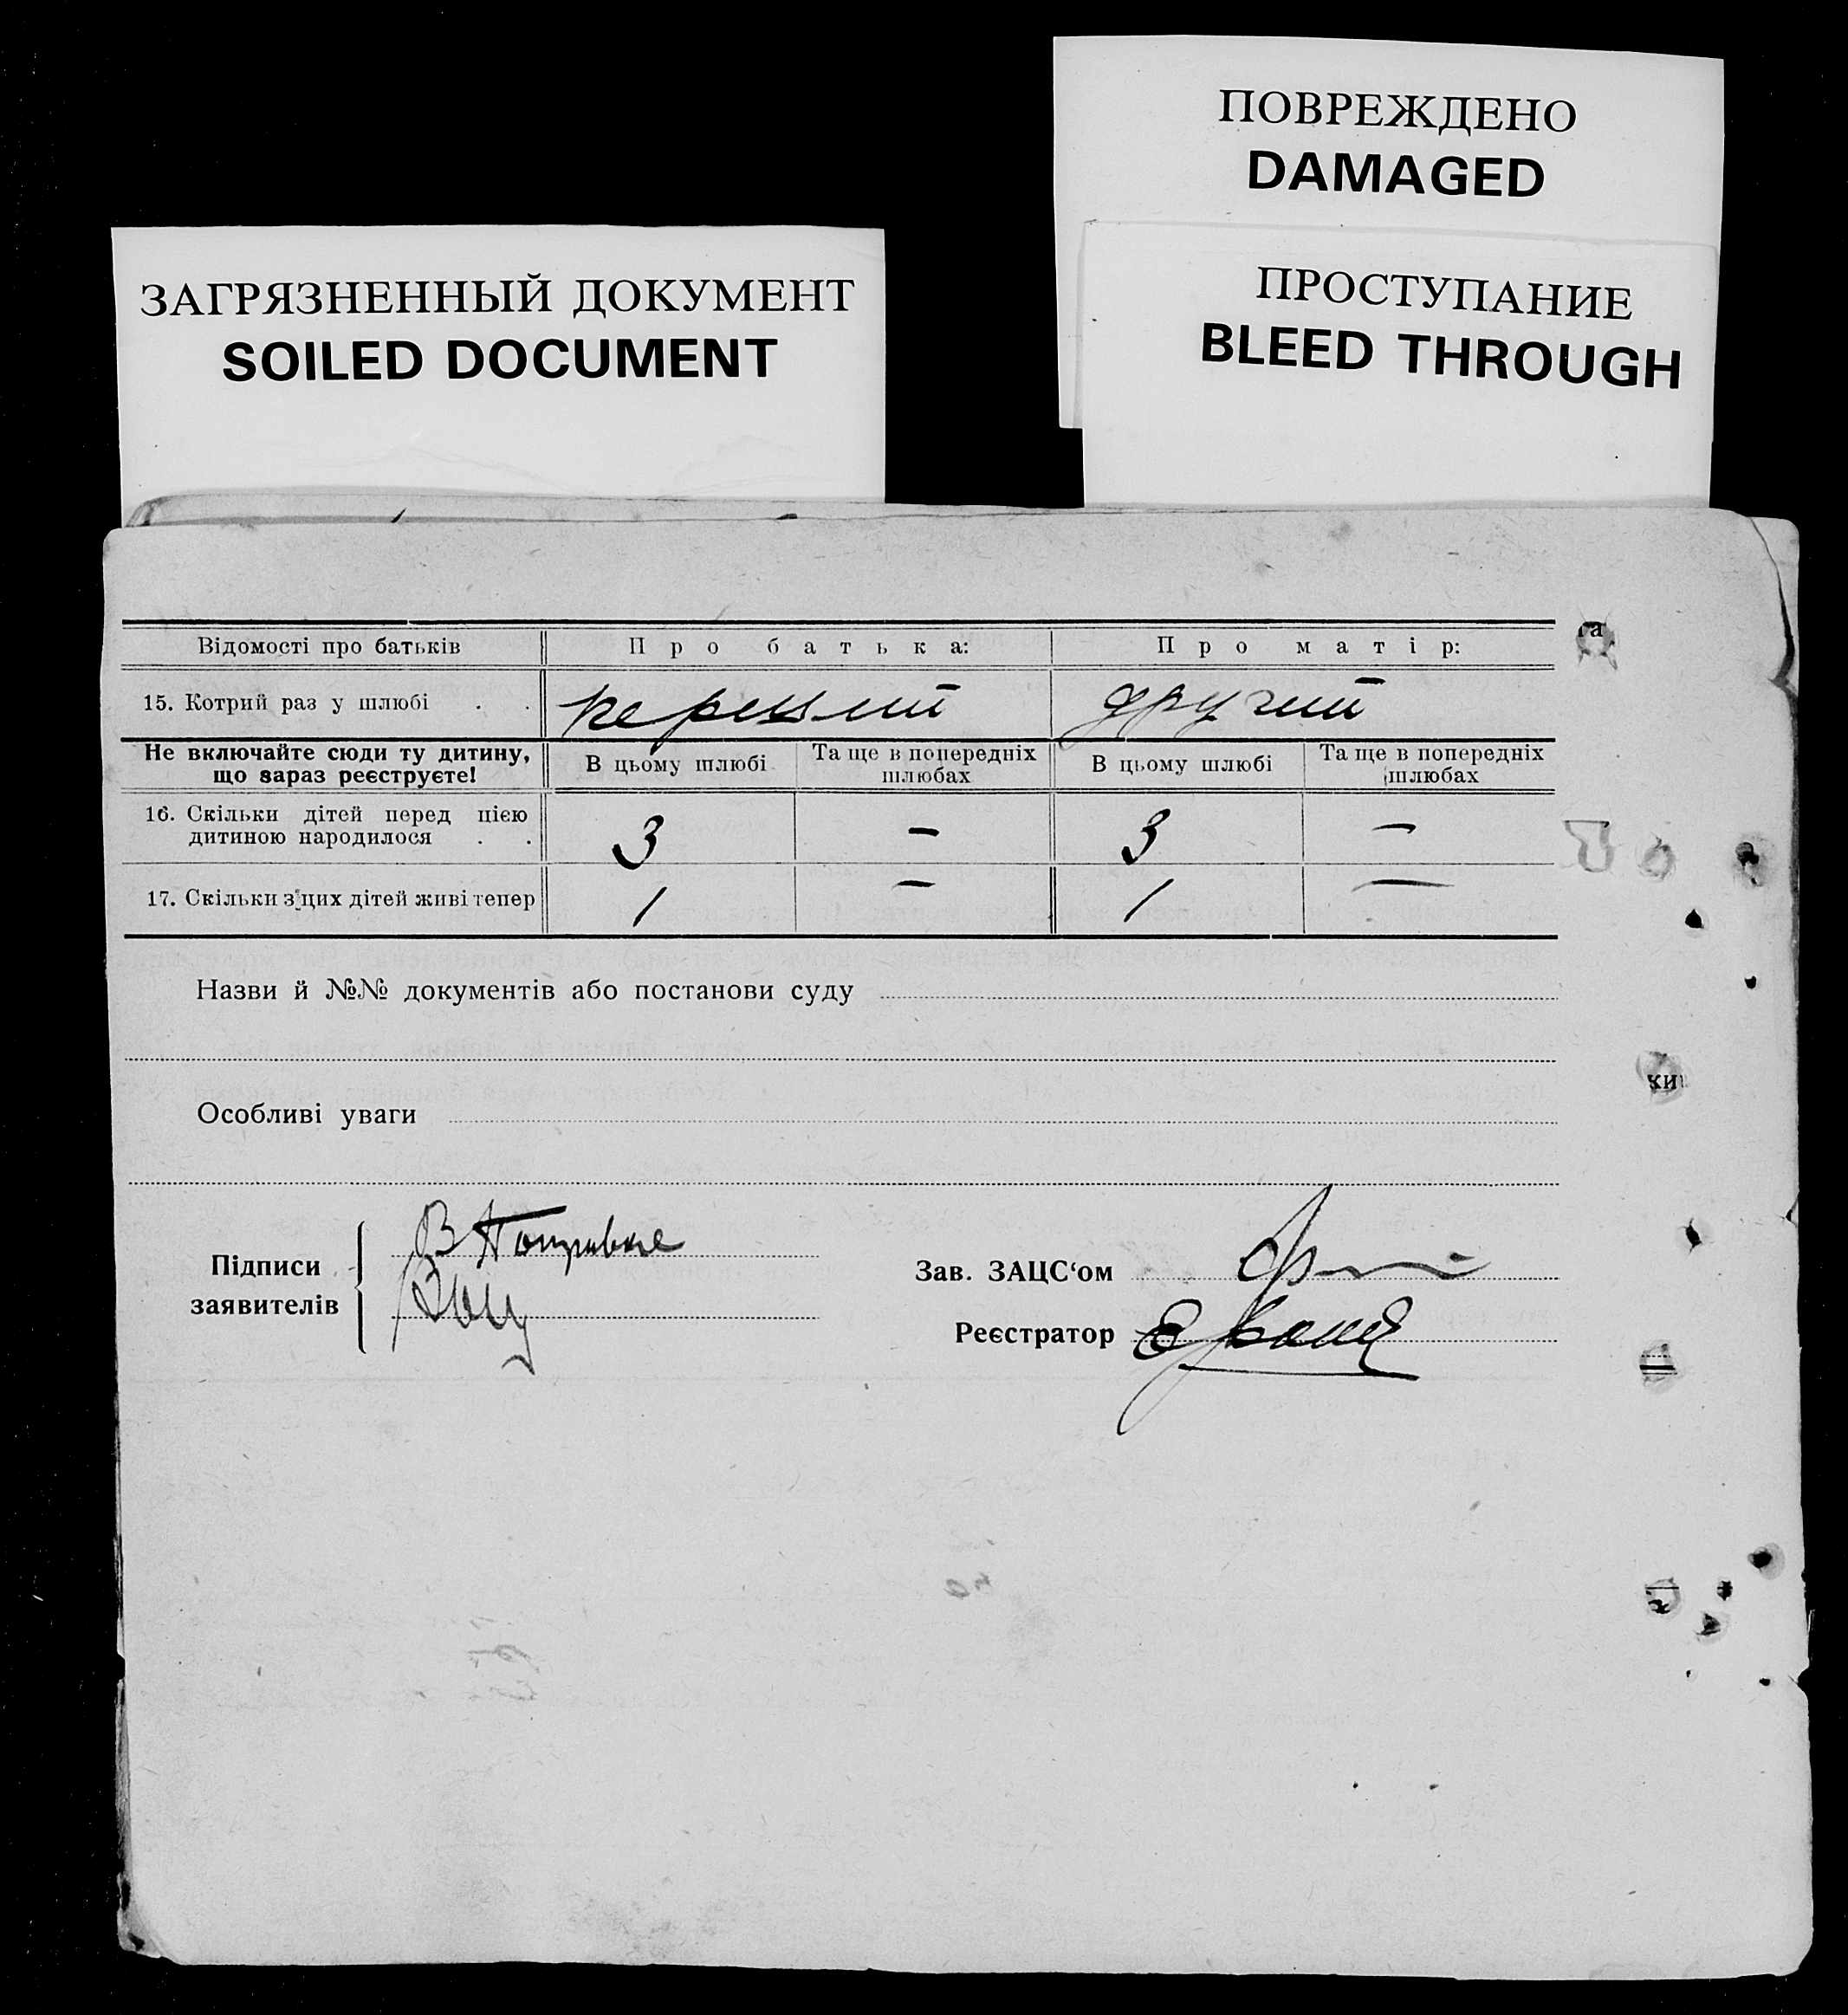 ПОВРЕЖДЕНО
DAMAGED
ЗАГРЯЗНЕННЫЙ ДОКУМЕНТ
SOILED DOCUMENT
ПРОСТУПАНИЕ
BLEED THROUGH
Відомості про батьків Про батька: Про матір:
15. Котрий раз у шлюбі . . перший другий
Не включайте сюди ту дитину, що зараз реєструєте! В цьому шлюбі Та ще в попередніх шлюбах В цьому шлюбі Та ще в попередніх шлюбах
16. Скільки дітей перед цією дитиною народилося . . 3 — 3 —
17. Скільки з цих дітей живі тепер 1 — 1 —
Назви й №№ документів або постанови суду
Особливі уваги
Підписи заявителів
Зав. ЗАЦС‘ом
Реєстратор
та
ки